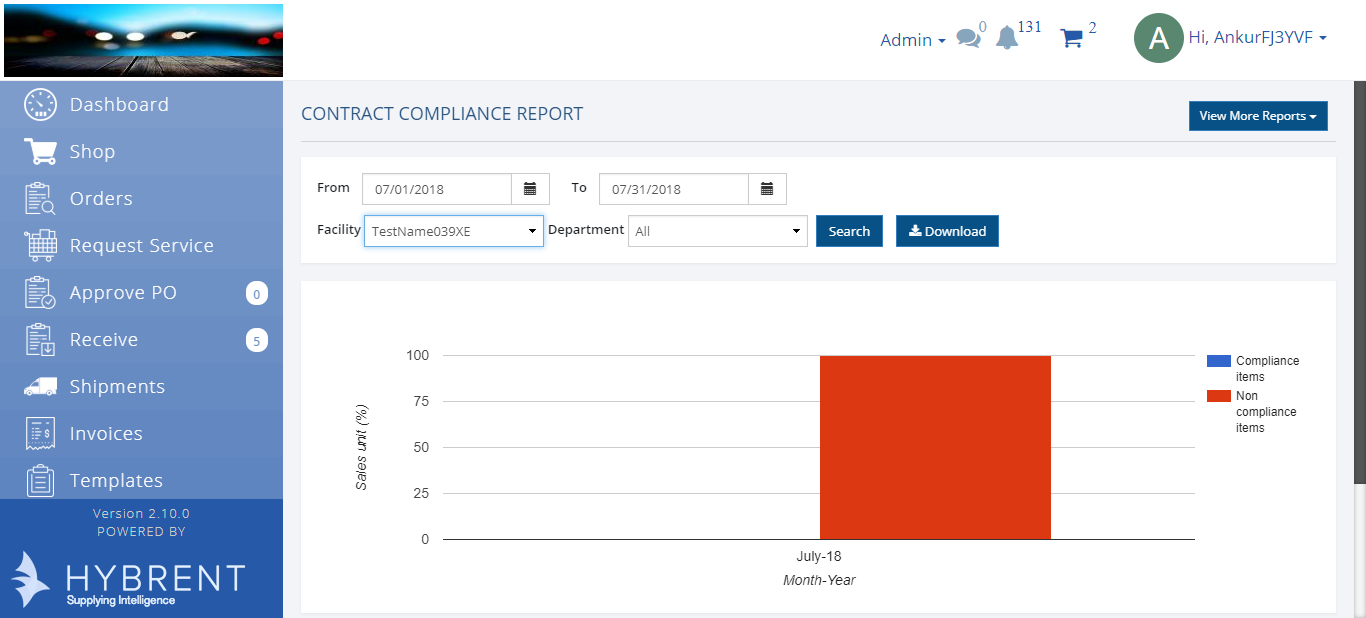 Admin 0 131 2 A Hi, AnkurFJ3YVF
Dashboard
Shop
Orders
Request Service
Approve PO 0
Receive 5
Shipments
Invoices
Templates
Version 2.10.0
POWERED BY
HYBRENT
Supplying Intelligence
CONTRACT COMPLIANCE REPORT View More Reports
From 07/01/2018 To 07/31/2018
Facility TestName039XE Department All Search Download
100
75
50
25
0
Sales unit (%)
July-18
Month-Year
Compliance
items
Non
compliance
items